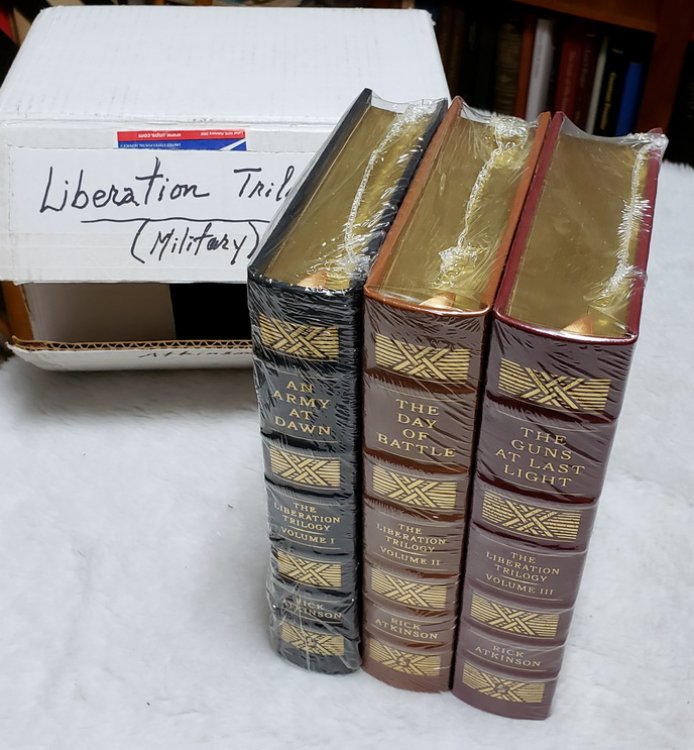 Liberation
(Military)
AN
ARMY
AT
DAWN
THE
LIBERATION
TRILOGY
VOLUME I
RICK
ATKINSON
THE
DAY
OF
BATTLE
THE
LIBERATION
TRILOGY
VOLUME II
RICK
ATKINSON
THE
GUNS
AT LAST
LIGHT
THE
LIBERATION
TRILOGY
VOLUME III
RICK
ATKINSON